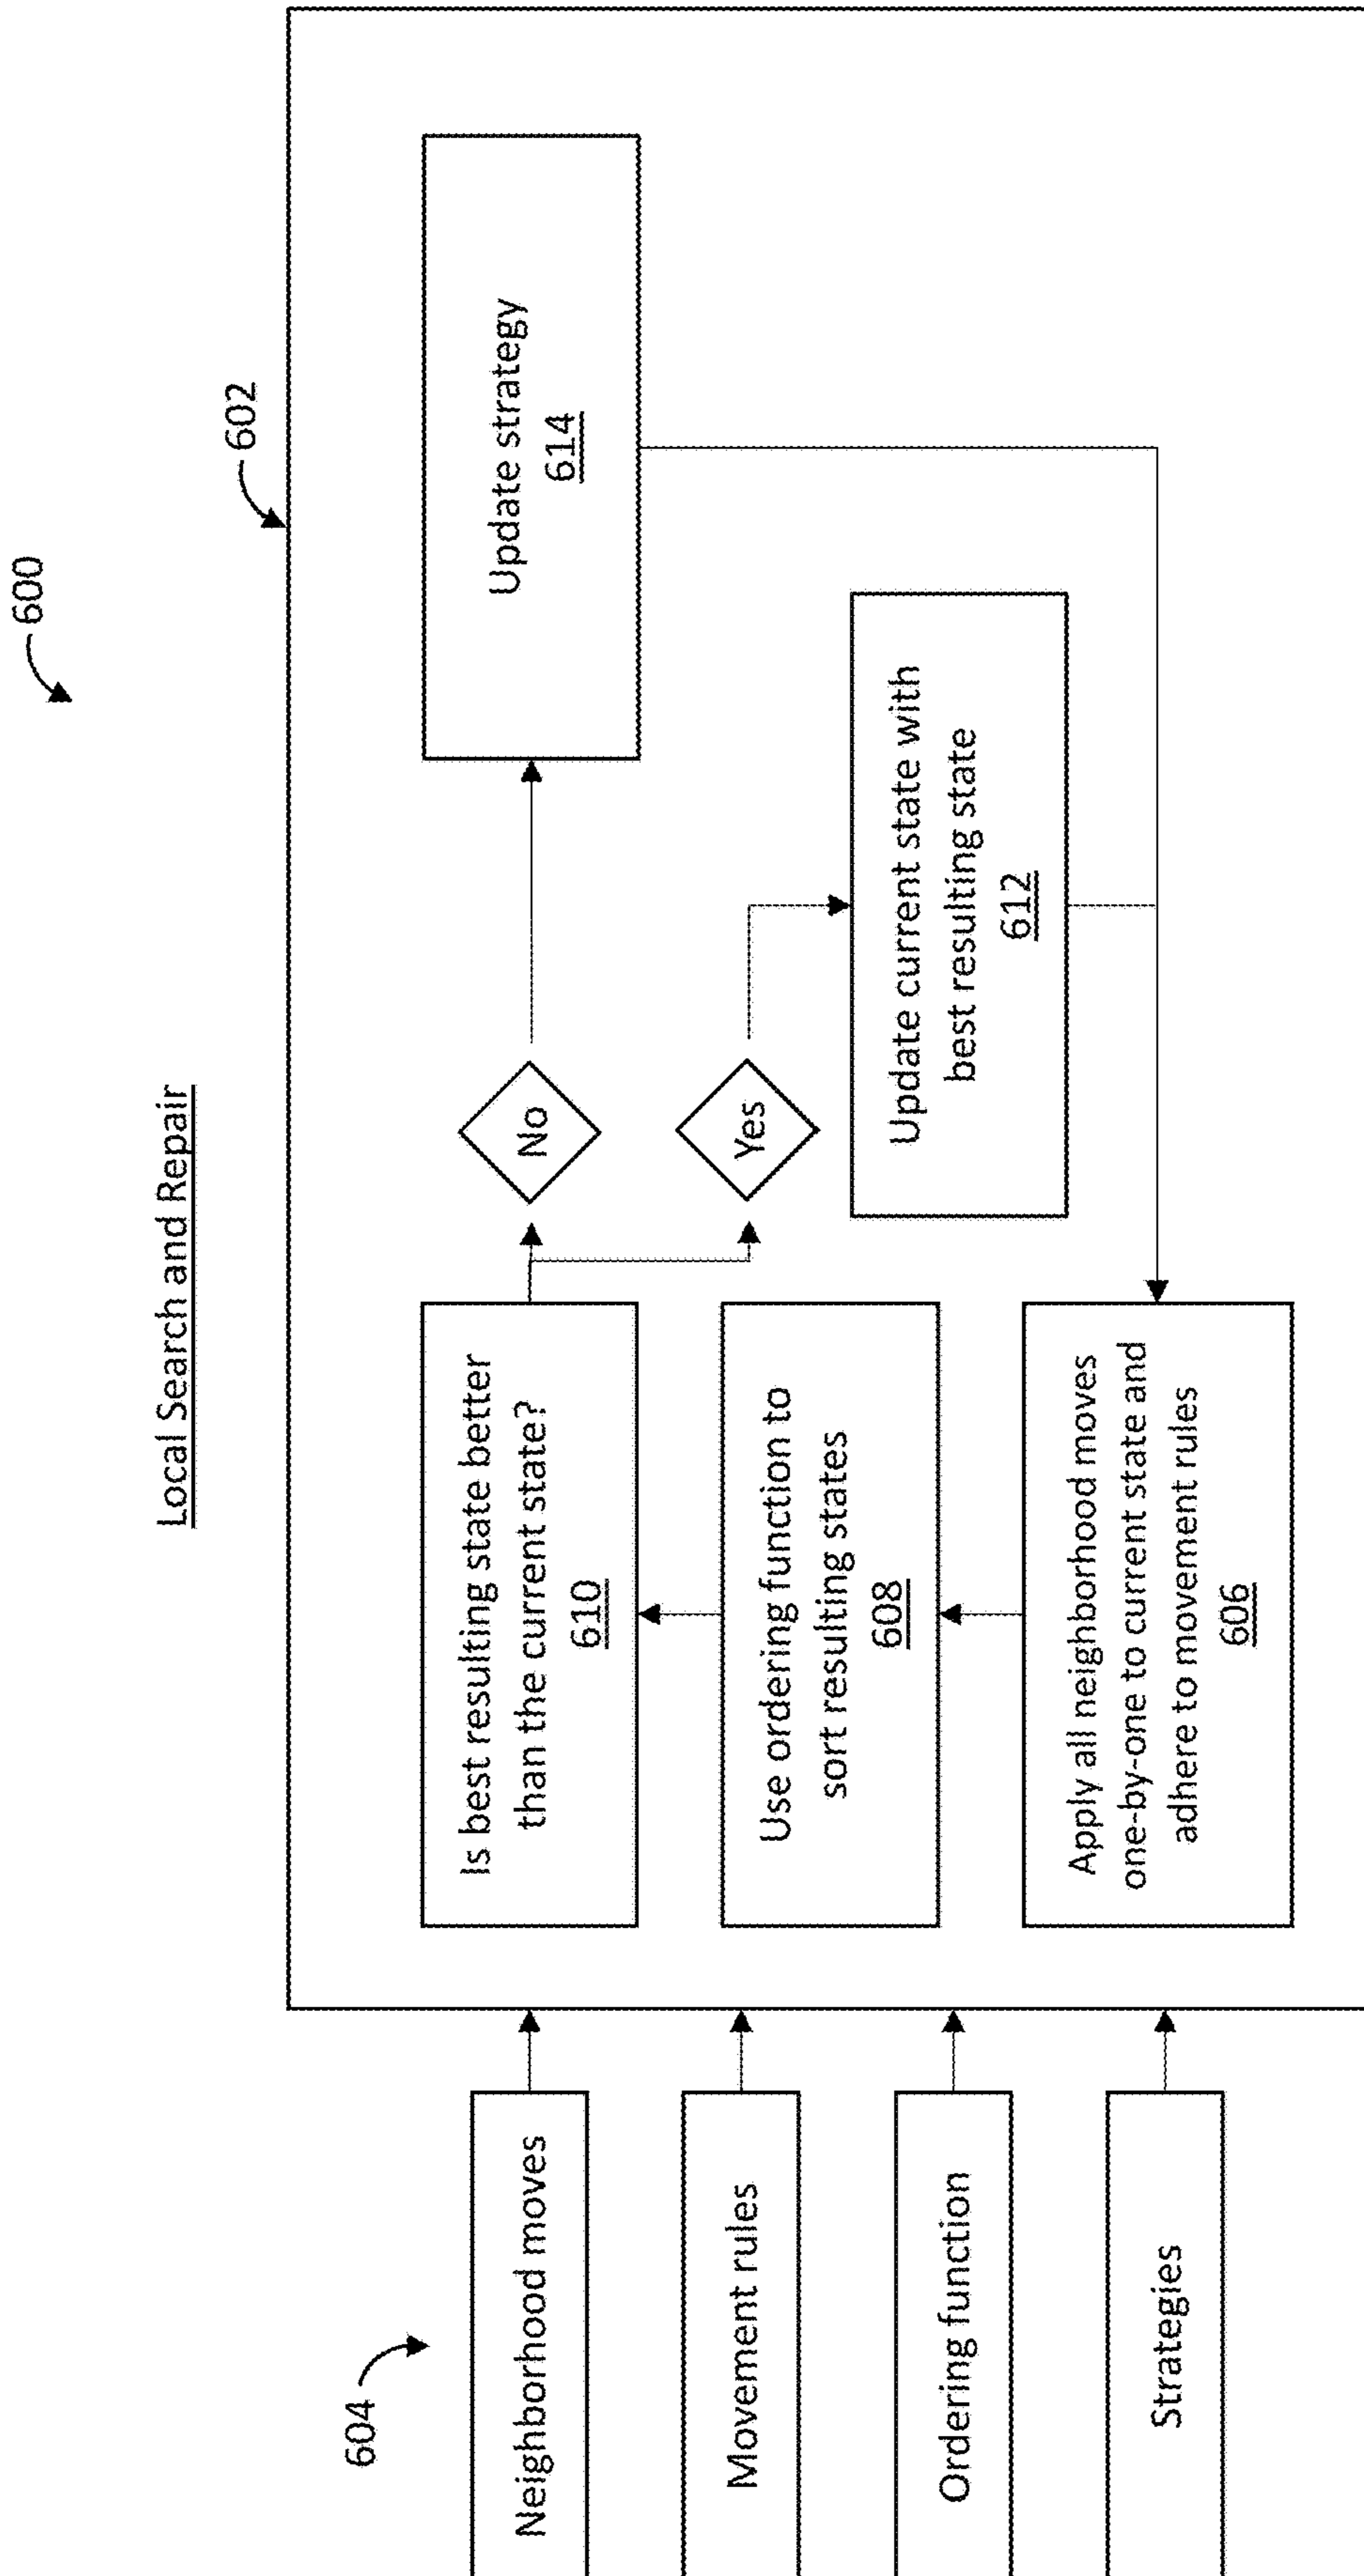 600
Local Search and Repair
602
604
Neighborhood moves
Movement rules
Ordering function
Strategies
Is best resulting state better
than the current state?
610
Use ordering function to
sort resulting states
608
Apply all neighborhood moves
one-by-one to current state and
adhere to movement rules
606
No
Yes
Update strategy
614
Update current state with
best resulting state
612